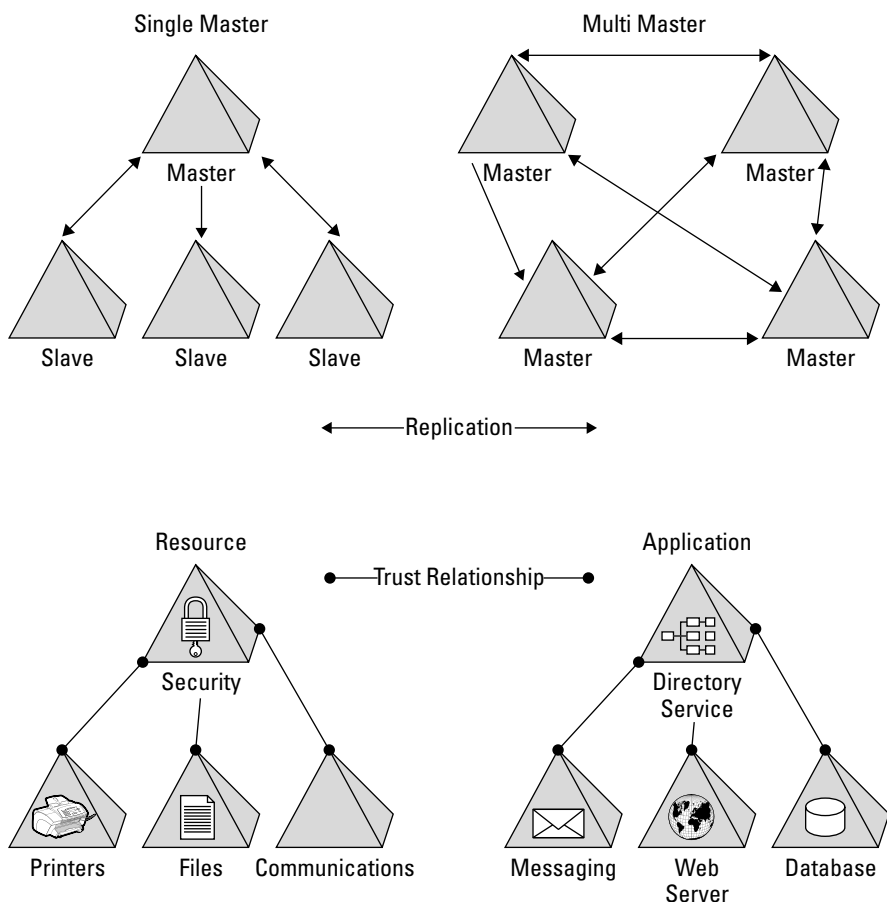 Single Master
Multi Master
Master
Master
Master
Slave
Slave
Slave
Master
Master
Replication
Resource
Application
Trust Relationship
Security
Directory
Service
Printers
Files
Communications
Messaging
Web
Server
Database